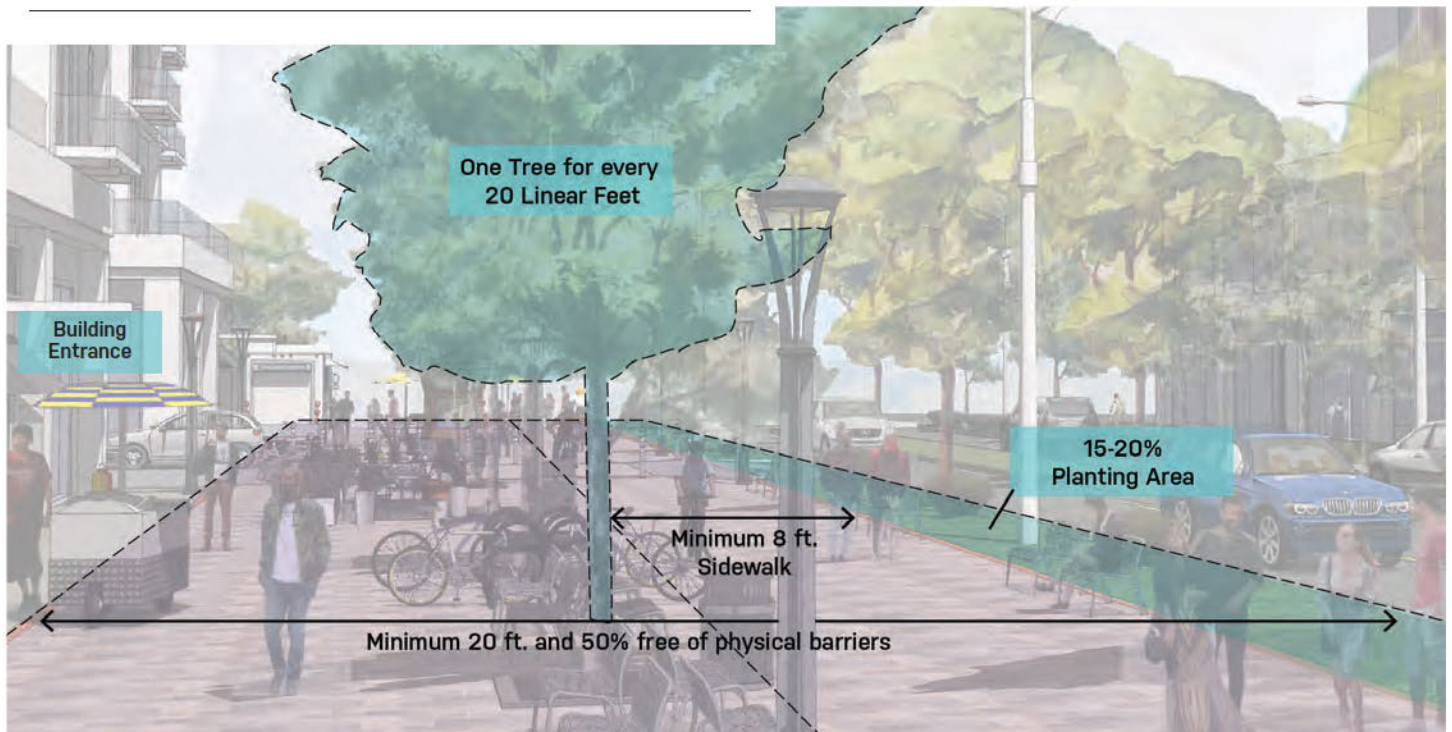 One Tree for every
20 Linear Feet
Building
Entrance
15-20%
Planting Area
Minimum 8 ft.
Sidewalk
Minimum 20 ft. and 50% free of physical barriers